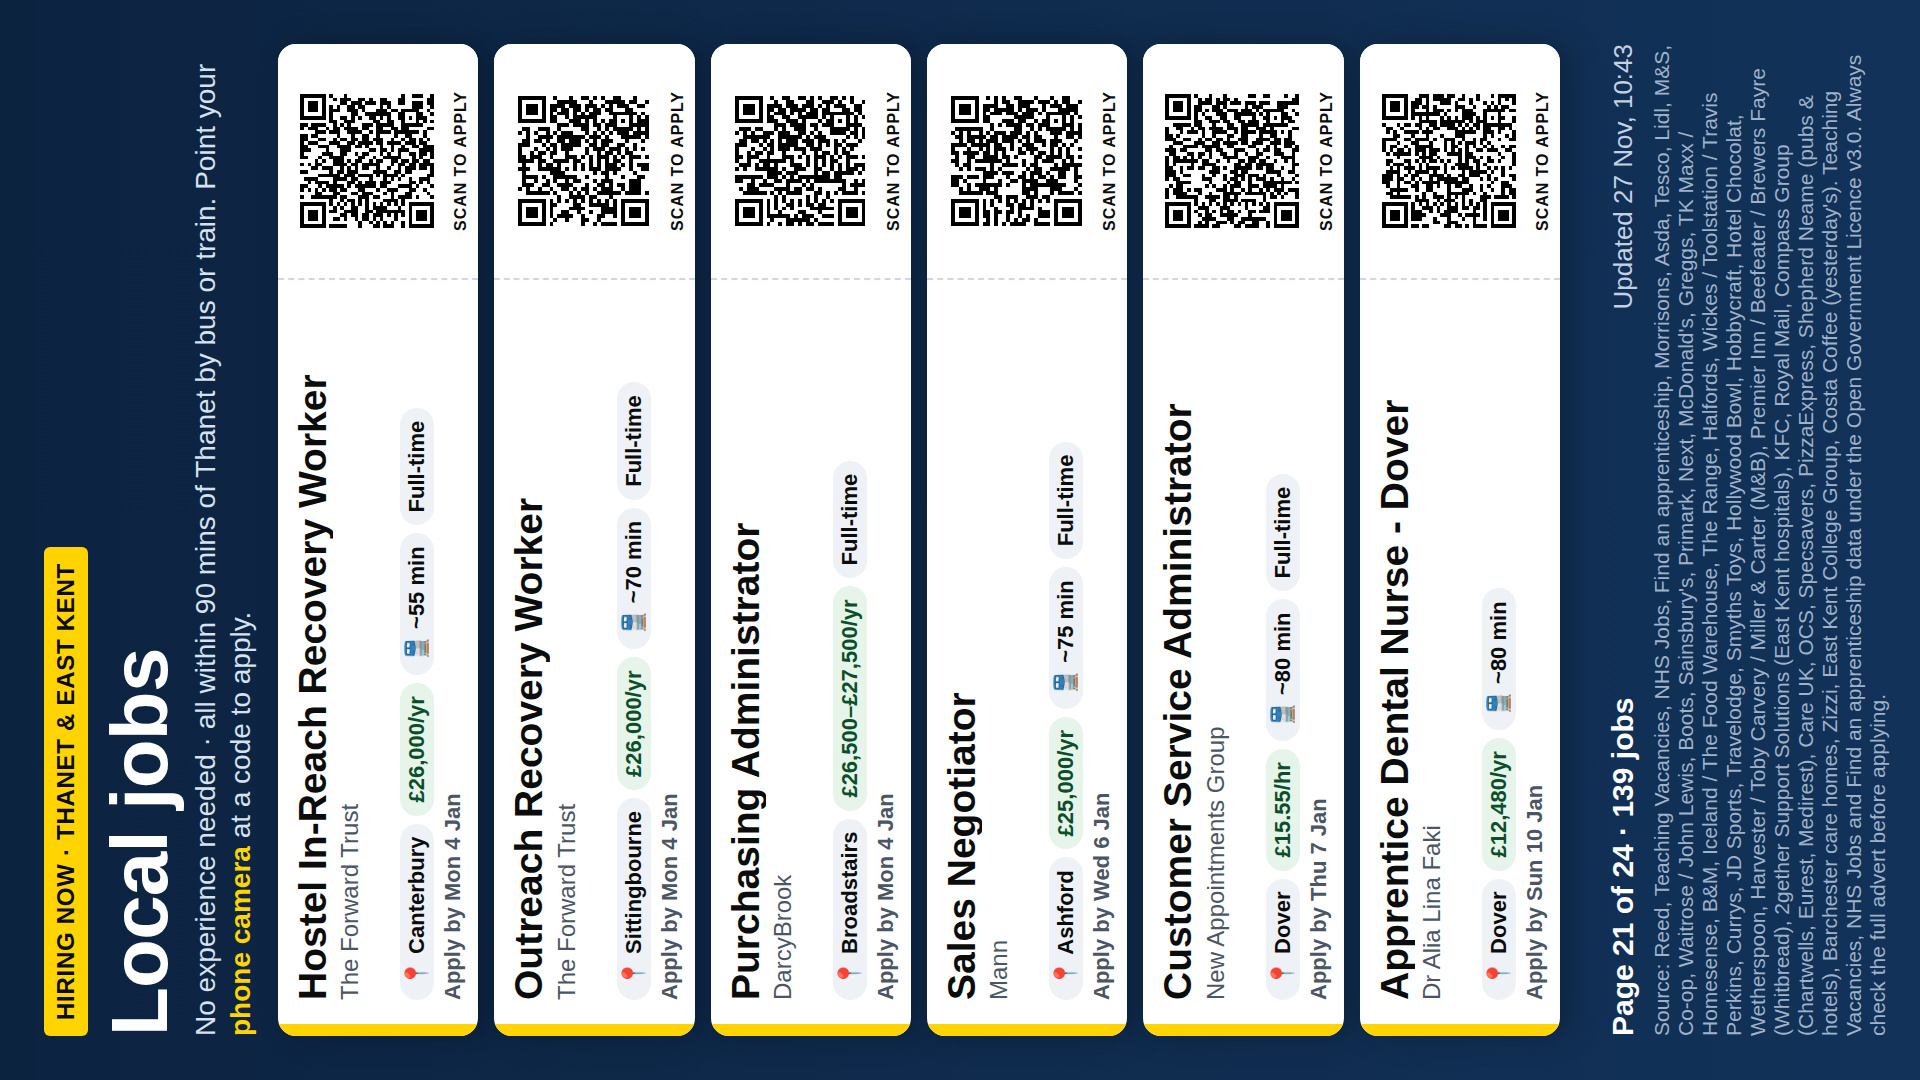 HIRING NOW · THANET & EAST KENT
Local jobs
No experience needed · all within 90 mins of Thanet by bus or train. Point your
phone camera at a code to apply.
Hostel In-Reach Recovery Worker
The Forward Trust
Canterbury £26,000/yr ~55 min Full-time
Apply by Mon 4 Jan
SCAN TO APPLY
Outreach Recovery Worker
The Forward Trust
Sittingbourne £26,000/yr ~70 min Full-time
Apply by Mon 4 Jan
SCAN TO APPLY
Purchasing Administrator
DarcyBrook
Broadstairs £26,500–£27,500/yr Full-time
Apply by Mon 4 Jan
SCAN TO APPLY
Sales Negotiator
Mann
Ashford £25,000/yr ~75 min Full-time
Apply by Wed 6 Jan
SCAN TO APPLY
Customer Service Administrator
New Appointments Group
Dover £15.55/hr ~80 min Full-time
Apply by Thu 7 Jan
SCAN TO APPLY
Apprentice Dental Nurse - Dover
Dr Alia Lina Faki
Dover £12,480/yr ~80 min
Apply by Sun 10 Jan
SCAN TO APPLY
Page 21 of 24 · 139 jobs
Updated 27 Nov, 10:43
Source: Reed, Teaching Vacancies, NHS Jobs, Find an apprenticeship, Morrisons, Asda, Tesco, Lidl, M&S,
Co-op, Waitrose / John Lewis, Boots, Sainsbury's, Primark, Next, McDonald's, Greggs, TK Maxx /
Homesense, B&M, Iceland / The Food Warehouse, The Range, Halfords, Wickes / Toolstation / Travis
Perkins, Currys, JD Sports, Travelodge, Smyths Toys, Hollywood Bowl, Hobbycraft, Hotel Chocolat,
Wetherspoon, Harvester / Toby Carvery / Miller & Carter (M&B), Premier Inn / Beefeater / Brewers Fayre
(Whitbread), 2gether Support Solutions (East Kent hospitals), KFC, Royal Mail, Compass Group
(Chartwells, Eurest, Medirest), Care UK, OCS, Specsavers, PizzaExpress, Shepherd Neame (pubs &
hotels), Barchester care homes, Zizzi, East Kent College Group, Costa Coffee (yesterday's). Teaching
Vacancies, NHS Jobs and Find an apprenticeship data under the Open Government Licence v3.0. Always
check the full advert before applying.